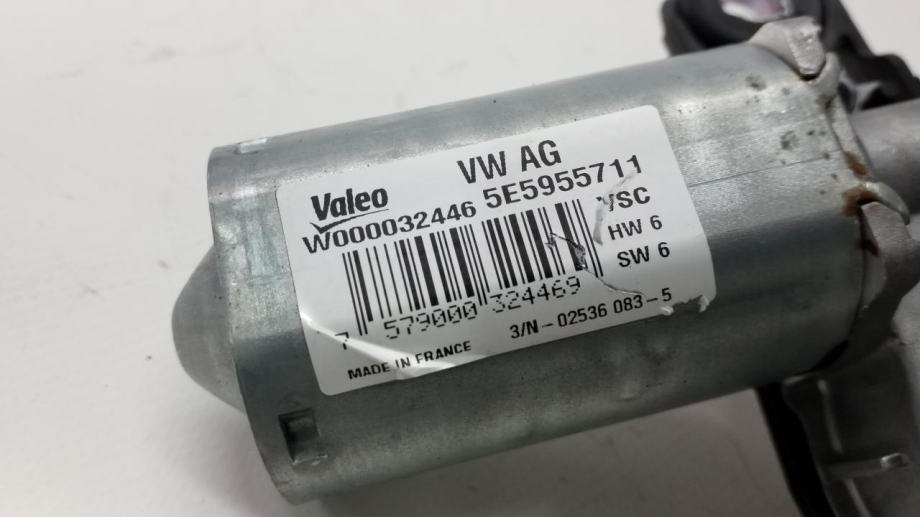 VW AG
Valeo
W000032446 5E5955711
VSC
HW 6
SW 6
7 579000 324469
3/N-02536 083-5
MADE IN FRANCE